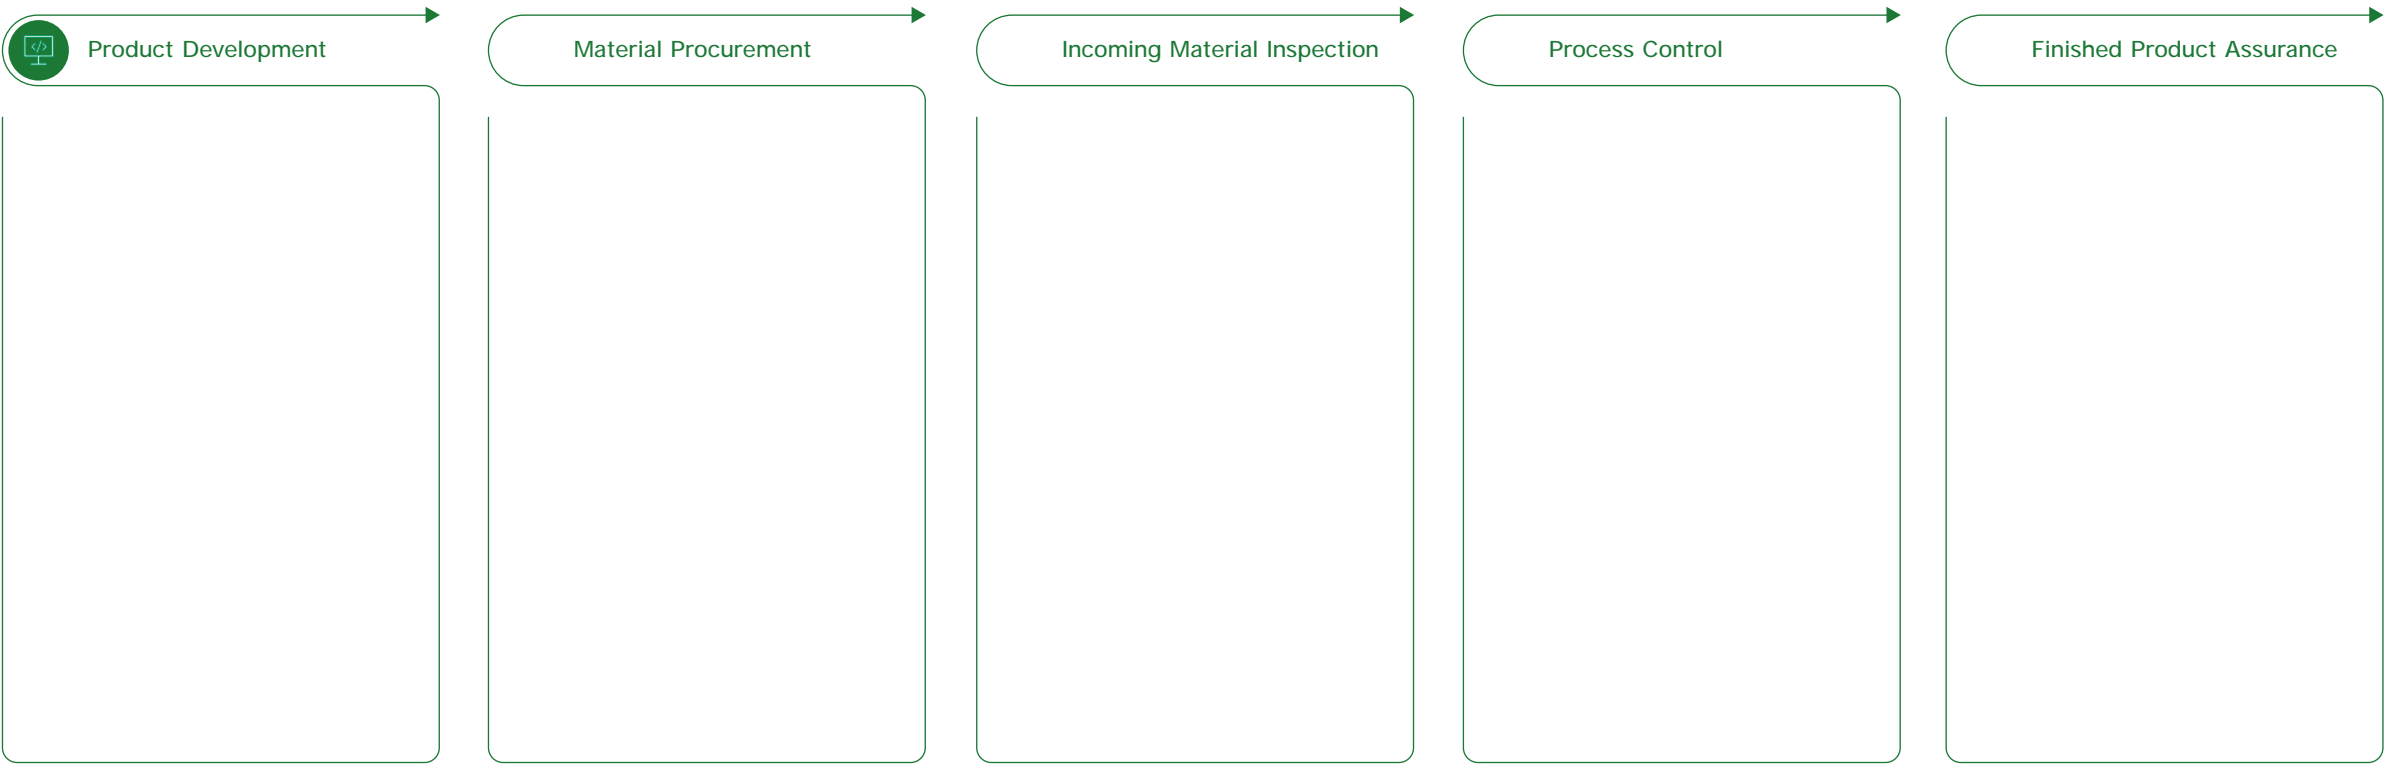 Product Development
Material Procurement
Incoming Material Inspection
Process Control
Finished Product Assurance